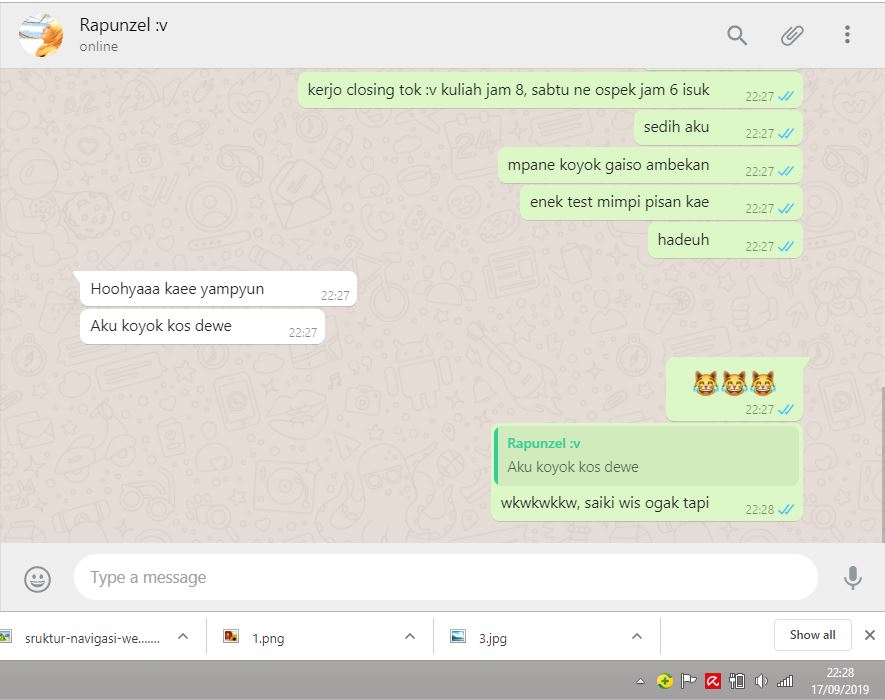 Rapunzel :v
online
kerjo closing tok :v kuliah jam 8, sabtu ne ospek jam 6 isuk
22:27
sedih aku
22:27
mpane koyok gaiso ambekan
22:27
enek test mimpi pisan kae
22:27
hadeuh
22:27
Hoohyaaa kaee yampyun
22:27
Aku koyok kos dewe
22:27
😹😹😹
22:27
Rapunzel :v
Aku koyok kos dewe
wkwkwkkw, saiki wis ogak tapi
22:28
Type a message
sruktur-navigasi-we.......
1.png
3.jpg
Show all
22:28
17/09/2019